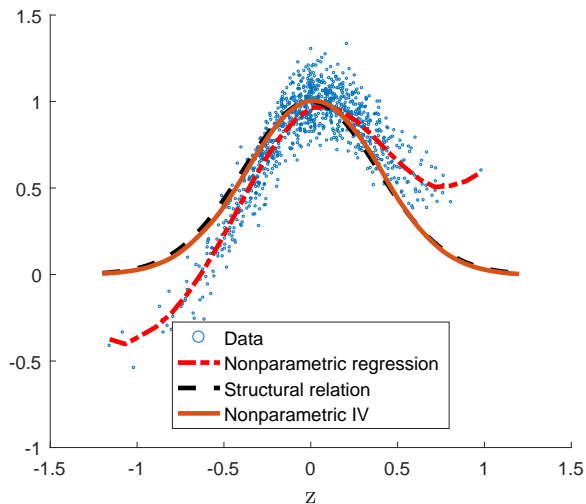 1.5
1
0.5
0
-0.5
-1
-1.5 -1 -0.5 0 0.5 1 1.5
z
Data
Nonparametric regression
Structural relation
Nonparametric IV